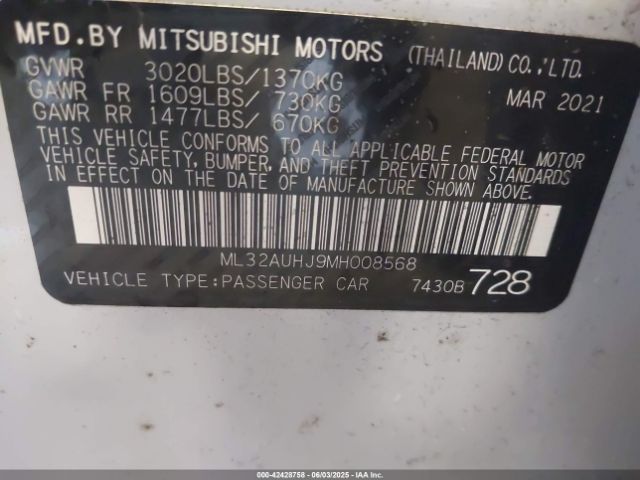 MFD.BY MITSUBISHI MOTORS (THAILAND) CO.,LTD.
GVWR 3020LBS/1370KG
GAWR FR 1609LBS/ 730KG MAR 2021
GAWR RR 1477LBS/ 670KG
THIS VEHICLE CONFORMS TO ALL APPLICABLE FEDERAL MOTOR
VEHICLE SAFETY, BUMPER, AND THEFT PREVENTION STANDARDS
IN EFFECT ON THE DATE OF MANUFACTURE SHOWN ABOVE.
ML32AUHJ9MH008568
VEHICLE TYPE:PASSENGER CAR 7430B 728
000-42428758 - 06/03/2025 - IAAI.com